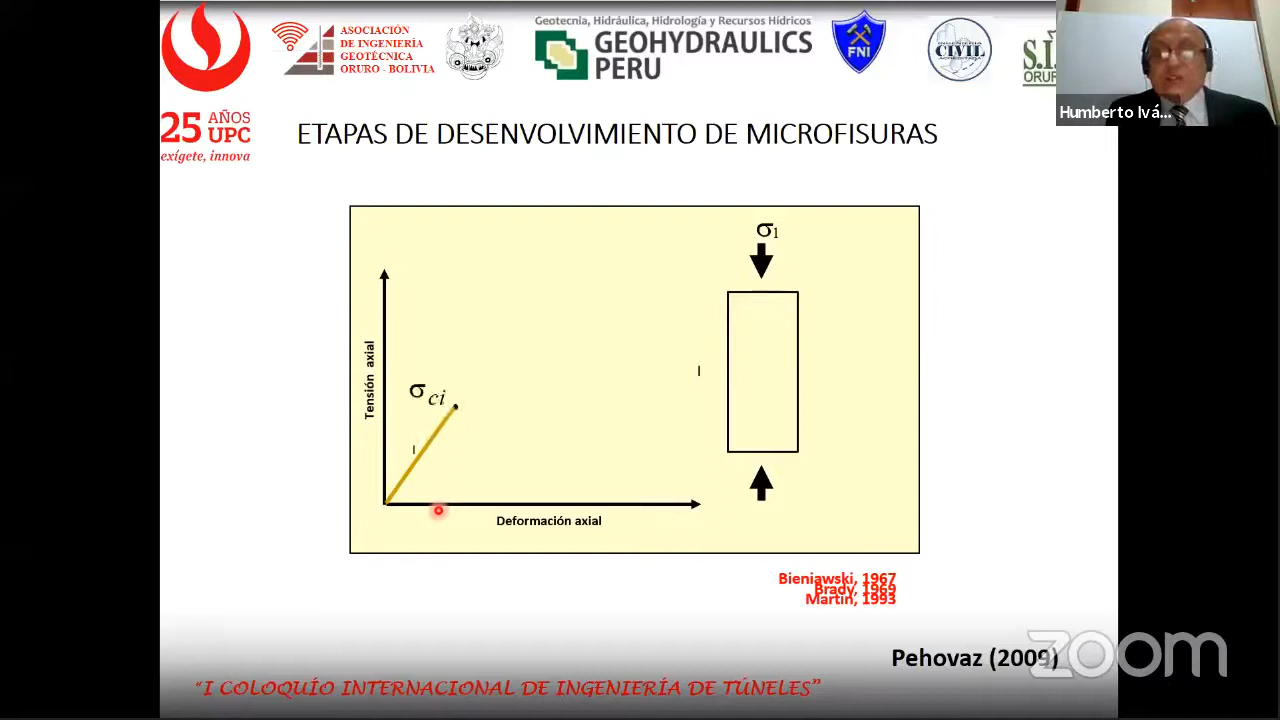 ASOCIACIÓN
DE INGENIERÍA
GEOTÉCNICA
ORURO - BOLIVIA
Geotecnia, Hidráulica, Hidrología y Recursos Hídricos
GEOHYDRAULICS
PERU
FNI
CIVIL
S.I.
ORUR
Humberto Ivá...
25 AÑOS
UPC
exígete, innova
ETAPAS DE DESENVOLVIMIENTO DE MICROFISURAS
σ1
Tensión axial
σci
I
I
Deformación axial
Bieniawski, 1967
Brady, 1969
Martin, 1993
Pehovaz (2009)
zoom
“I COLOQUÍO INTERNACIONAL DE INGENIERÍA DE TÚNELES”